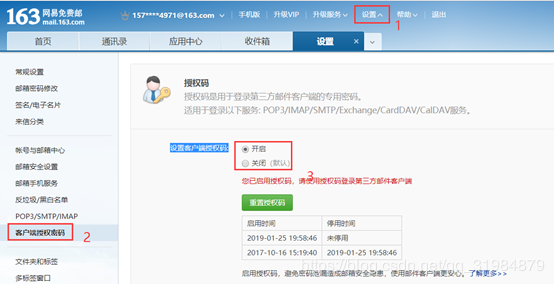 163 网易免费邮 mail.163.com
157****4971@163.com 手机版 升级VIP 升级服务 设置 帮助 退出
1
首页 通讯录 应用中心 收件箱 设置 ×
常规设置
邮箱密码修改
签名/电子名片
来信分类
帐号与邮箱中心
邮箱安全设置
邮箱手机服务
反垃圾/黑白名单
POP3/SMTP/IMAP
客户端授权密码 2
文件夹和标签
多标签窗口
授权码
授权码是用于登录第三方邮件客户端的专用密码。
适用于登录以下服务: POP3/IMAP/SMTP/Exchange/CardDAV/CalDAV服务。
设置客户端授权码: 开启
关闭 (默认)
3
您已启用授权码，请使用授权码登录第三方邮件客户端
重置授权码
启用时间 停用时间
2019-01-25 19:58:46 未停用
2017-10-16 15:19:40 2019-01-25 19:58:46
https://blog.csdn.net/qq_31984879
启用授权码，避免密码泄漏造成邮箱安全隐患，使用邮件客户端更安心。了解更多>>